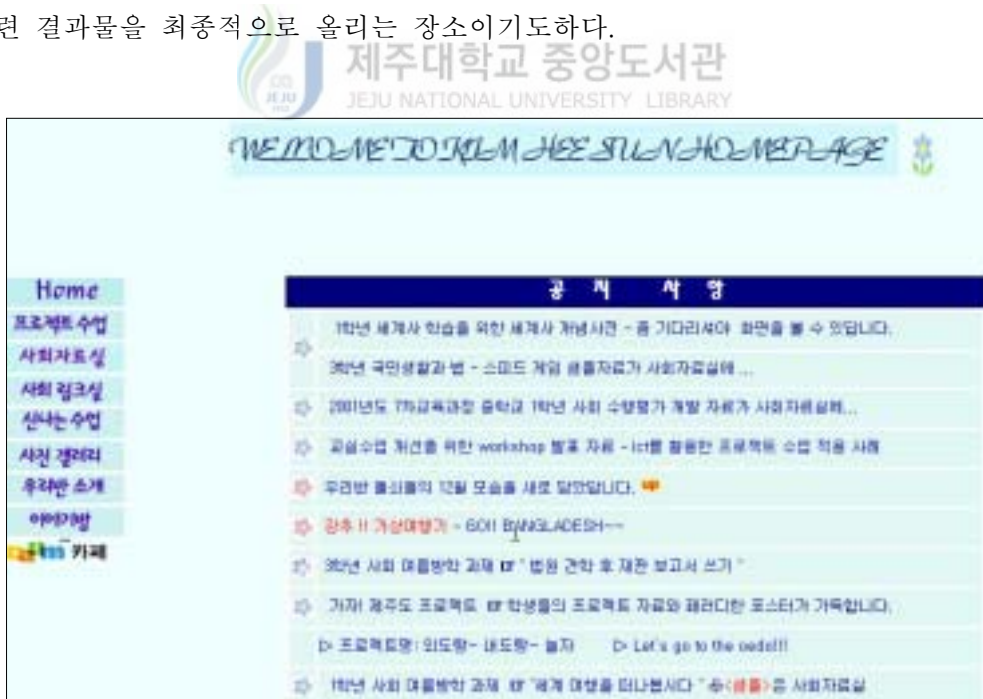 련 결과물을 최종적으로 올리는 장소이기도하다.
제주대학교 중앙도서관
JEJU NATIONAL UNIVERSITY LIBRARY
JEJU
WELLCOME TO KIM HEE SUN HOMEPAGE
Home
프로젝트 수업
사회자료실
사회 링크실
신나는 수업
사진 갤러리
우리반 소개
이야기방
카페
공 지 사 항
1학년 세계사 학습을 위한 세계사 개념사전 - 좀 기다리셔야 화면을 볼 수 있답니다.
3학년 국민생활과 법 - 스피드 게임 샘플자료가 사회자료실에 ...
2001년도 7차교육과정 중학교 1학년 사회 수행평가 개발 자료가 사회자료실에...
교실수업 개선을 위한 workshop 발표 자료 - ict를 활용한 프로젝트 수업 적용 사례
우리반 돌쇠들의 12월 모습을 새로 담았답니다.
강추 !! 가상여행기 - GO!! BANGLADESH~~
3학년 사회 여름방학 과제 ☞ " 법원 견학 후 재판 보고서 쓰기 "
가자! 제주도 프로젝트 ☞ 학생들의 프로젝트 자료와 패러디한 포스터가 가득합니다.
▷ 프로젝트명: 외도랑~ 내도랑~ 놀자 ▷ Let's go to the oedo!!!
1학년 사회 여름방학 과제 ☞ "세계 여행을 떠나봅시다 " <샘플>은 사회자료실